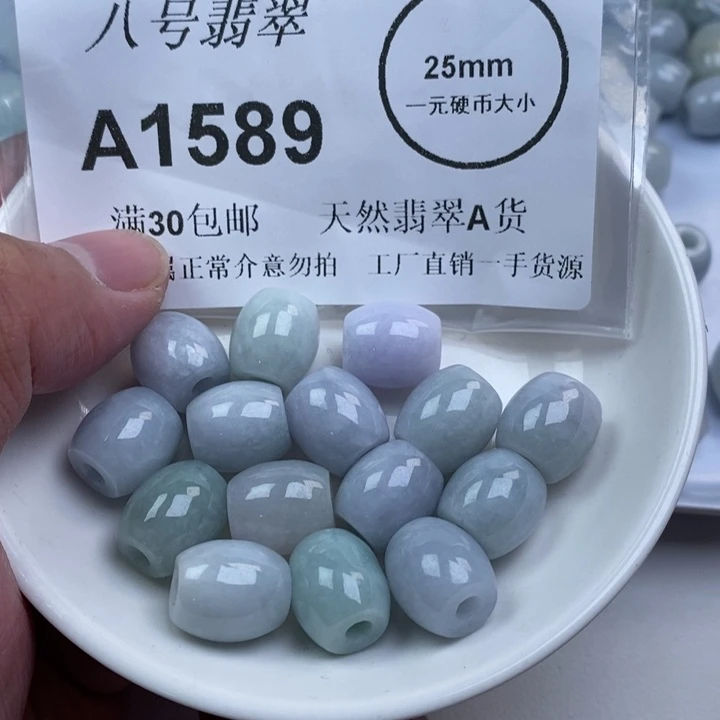 八号翡翠
25mm
一元硬币大小
A1589
满30包邮 天然翡翠A货
属正常介意勿拍 工厂直销一手货源